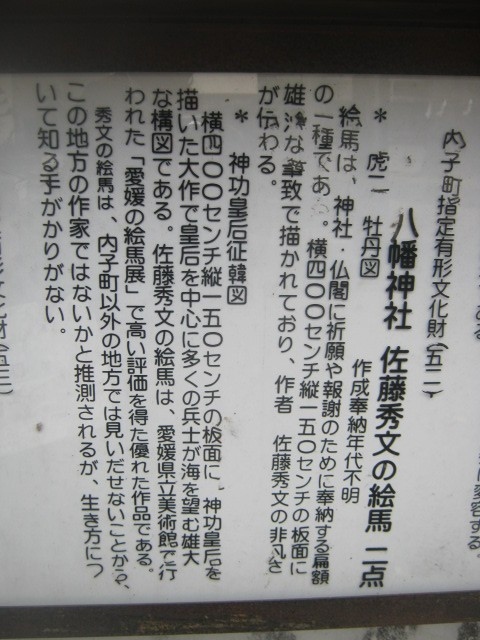 に変容する。
内子町指定有形文化財(五二)
八幡神社 佐藤秀文の絵馬 二点
作成奉納年代不明
* 虎に 牡丹図
絵馬は、神社・仏閣に祈願や報謝のために奉納する扁額
の一種であ。横四〇〇センチ縦一五〇センチの板面に
雄渾な筆致で描かれており、作者 佐藤秀文の非凡さ
が伝わる。
* 神功皇后征韓図
横四〇〇センチ縦一五〇センチの板面に、神功皇后を
描いた大作で皇后を中心に多くの兵士が海を望む雄大
な構図である。佐藤秀文の絵馬は、愛媛県立美術館で行
われた「愛媛の絵馬展」で高い評価を得た優れた作品である。
秀文の絵馬は、内子町以外の地方では見いだせないことから、
この地方の作家ではないかと推測されるが、生き方につ
いて知る手がかりがない。
形文化財(五三)